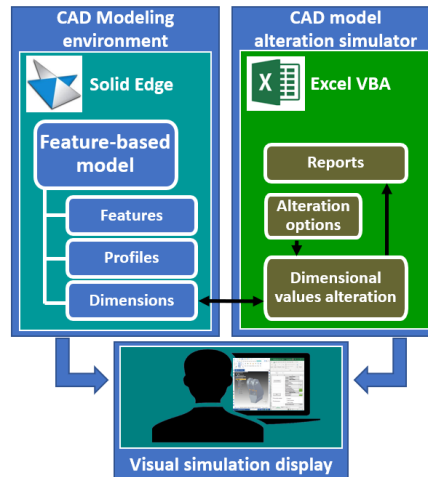 CAD Modeling
environment
Solid Edge
Feature-based
model
Features
Profiles
Dimensions
CAD model
alteration simulator
Excel VBA
Reports
Alteration
options
Dimensional
values alteration
Visual simulation display